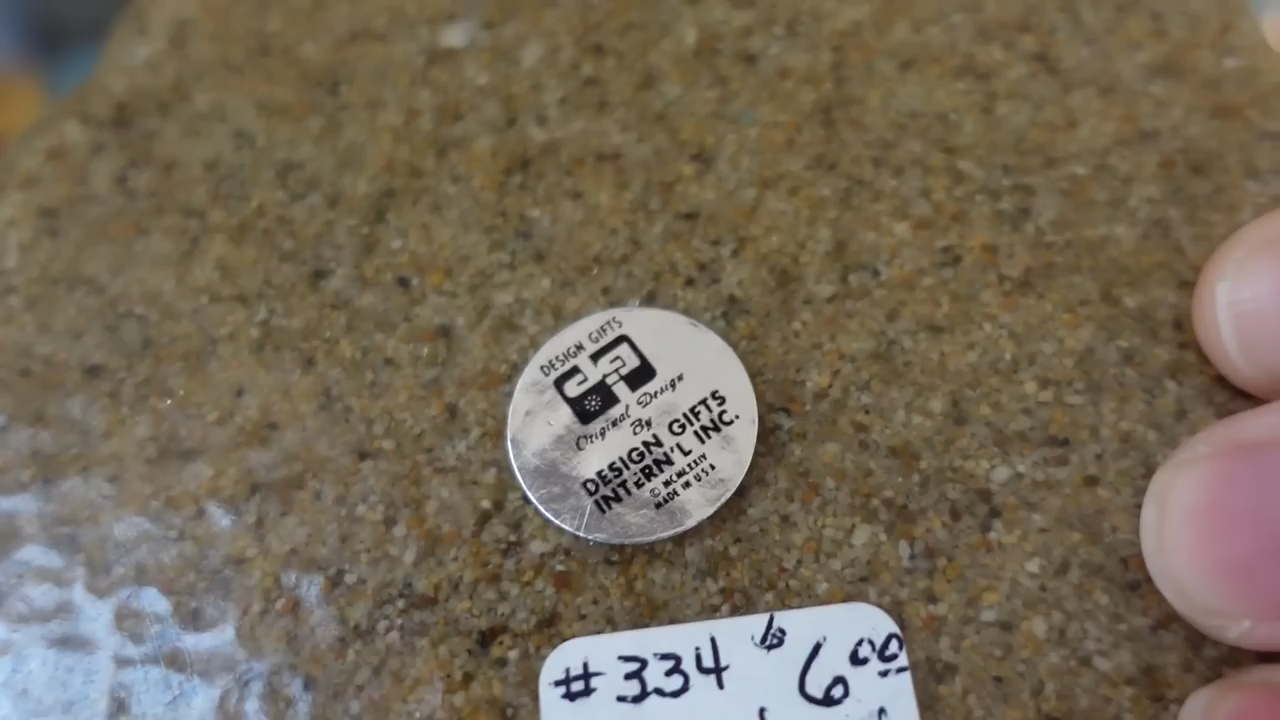 DESIGN GIFTS
Original Design
By
DESIGN GIFTS
INTERN'L INC.
© MCMLXXIV
MADE IN U.S.A
#334 $6.00